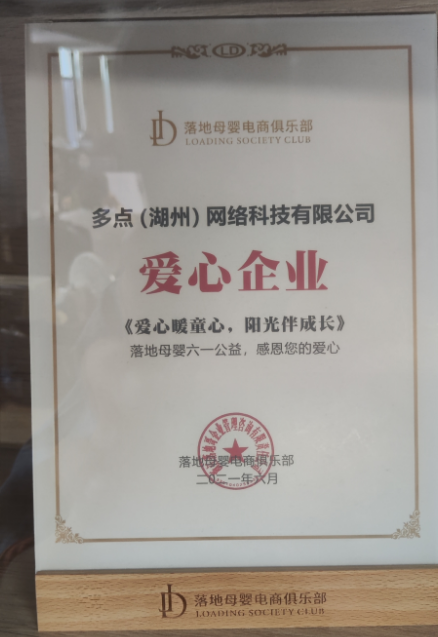 LD
LD
落地母婴电商俱乐部
LOADING SOCIETY CLUB
多点(湖州)网络科技有限公司
爱心企业
《爱心暖童心,阳光伴成长》
落地母婴六一公益,感恩您的爱心
落地母婴电商俱乐部
二0二一年六月
LD
落地母婴电商俱乐部
LOADING SOCIETY CLUB